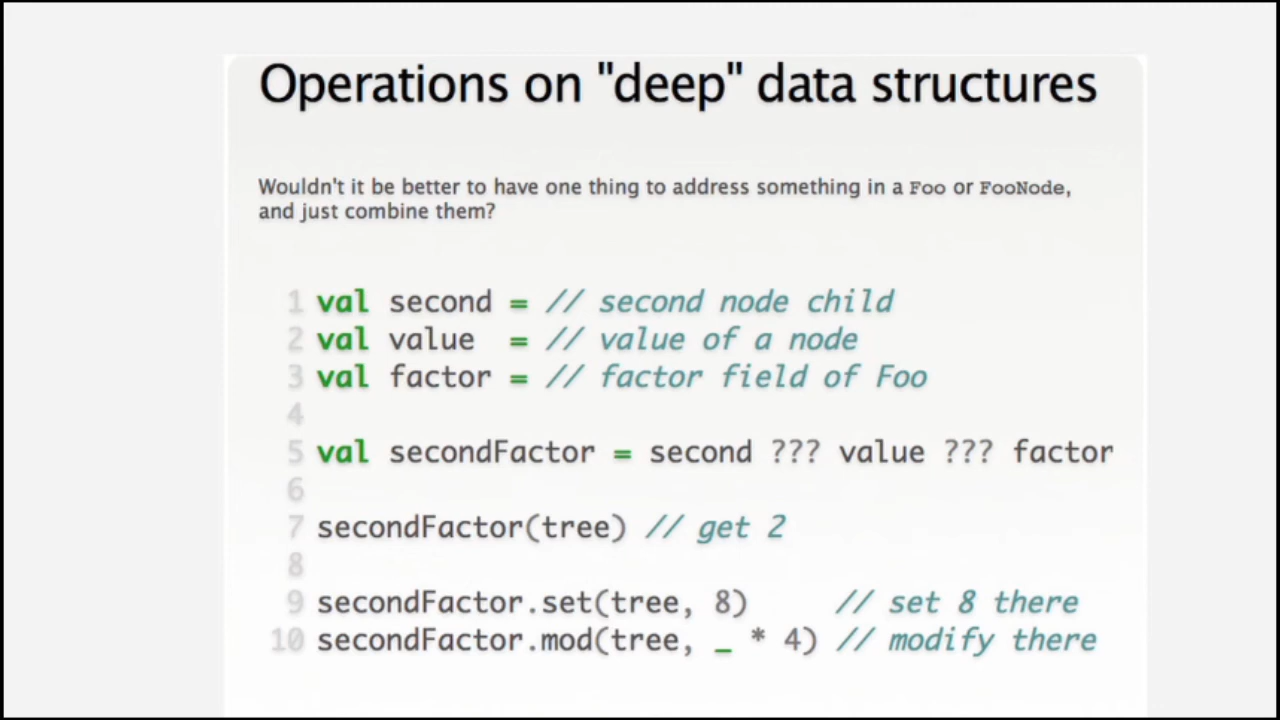 Operations on "deep" data structures
Wouldn't it be better to have one thing to address something in a Foo or FooNode,
and just combine them?
1 val second = // second node child
2 val value  = // value of a node
3 val factor = // factor field of Foo
4
5 val secondFactor = second ??? value ??? factor
6
7 secondFactor(tree) // get 2
8
9 secondFactor.set(tree, 8)     // set 8 there
10 secondFactor.mod(tree, _ * 4) // modify there